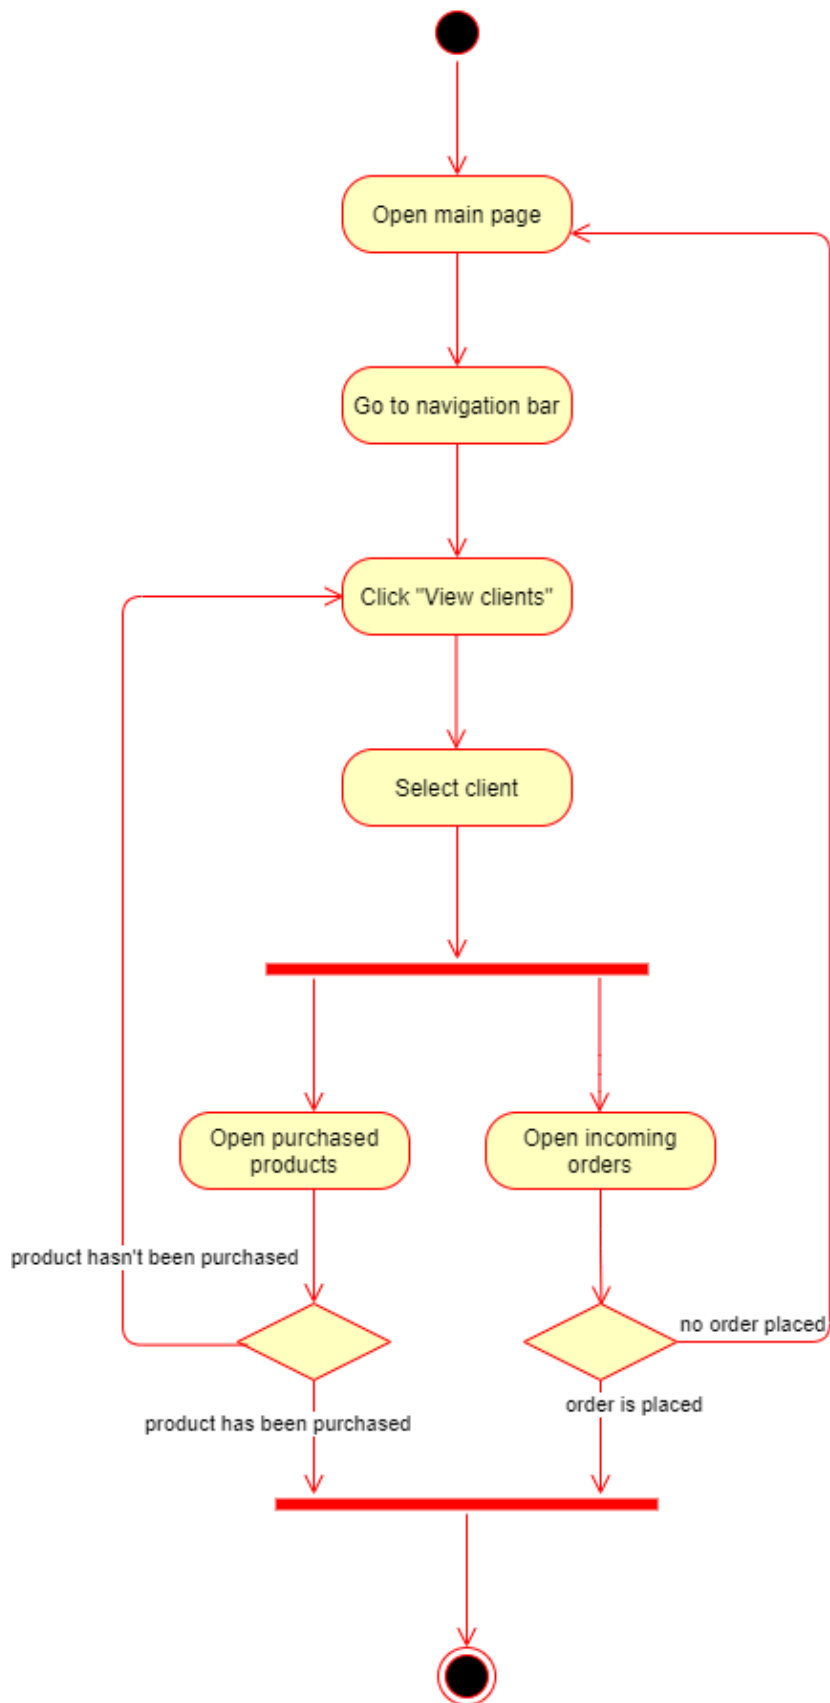 Open main page
Go to navigation bar
Click "View clients"
Select client
Open purchased
products
Open incoming
orders
product hasn't been purchased
no order placed
product has been purchased
order is placed